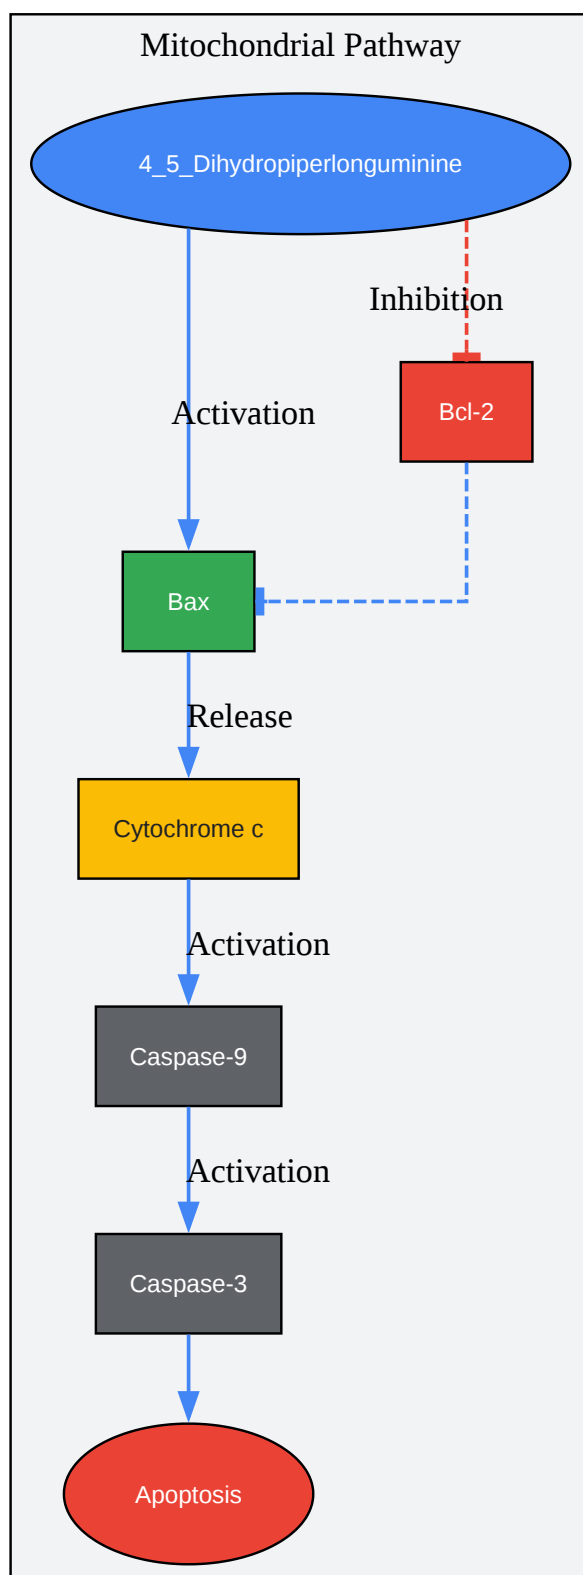 Mitochondrial Pathway
4_5_Dihydropiperlonguminine
Inhibition
Bcl-2
Activation
Bax
Release
Cytochrome c
Activation
Caspase-9
Activation
Caspase-3
Apoptosis